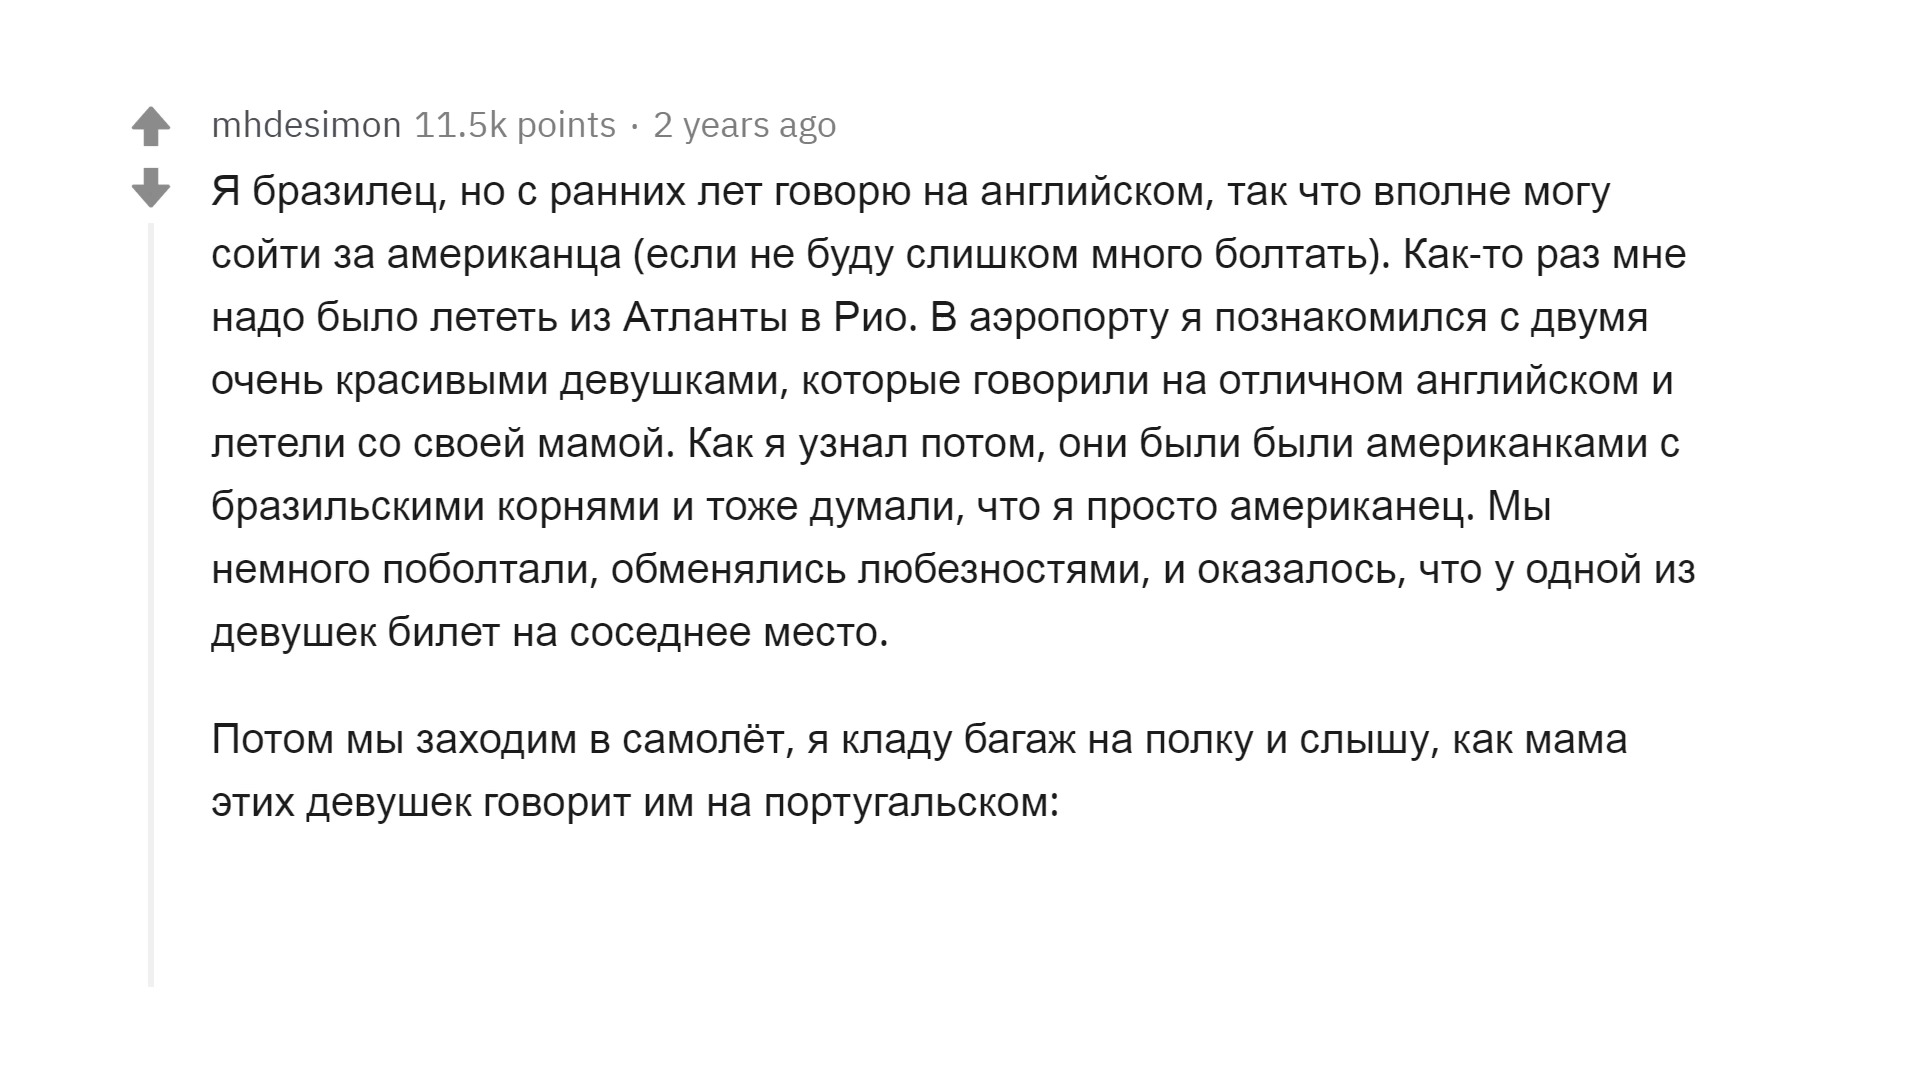 mhdesimon 11.5k points · 2 years ago
Я бразилец, но с ранних лет говорю на английском, так что вполне могу
сойти за американца (если не буду слишком много болтать). Как-то раз мне
надо было лететь из Атланты в Рио. В аэропорту я познакомился с двумя
очень красивыми девушками, которые говорили на отличном английском и
летели со своей мамой. Как я узнал потом, они были были американками с
бразильскими корнями и тоже думали, что я просто американец. Мы
немного поболтали, обменялись любезностями, и оказалось, что у одной из
девушек билет на соседнее место.
Потом мы заходим в самолёт, я кладу багаж на полку и слышу, как мама
этих девушек говорит им на португальском: